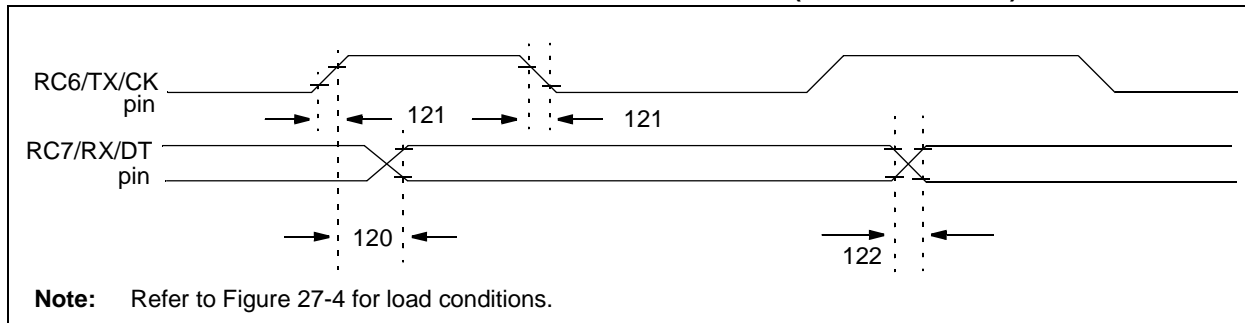 RC6/TX/CK
pin
121
121
RC7/RX/DT
pin
120
122
Note: Refer to Figure 27-4 for load conditions.